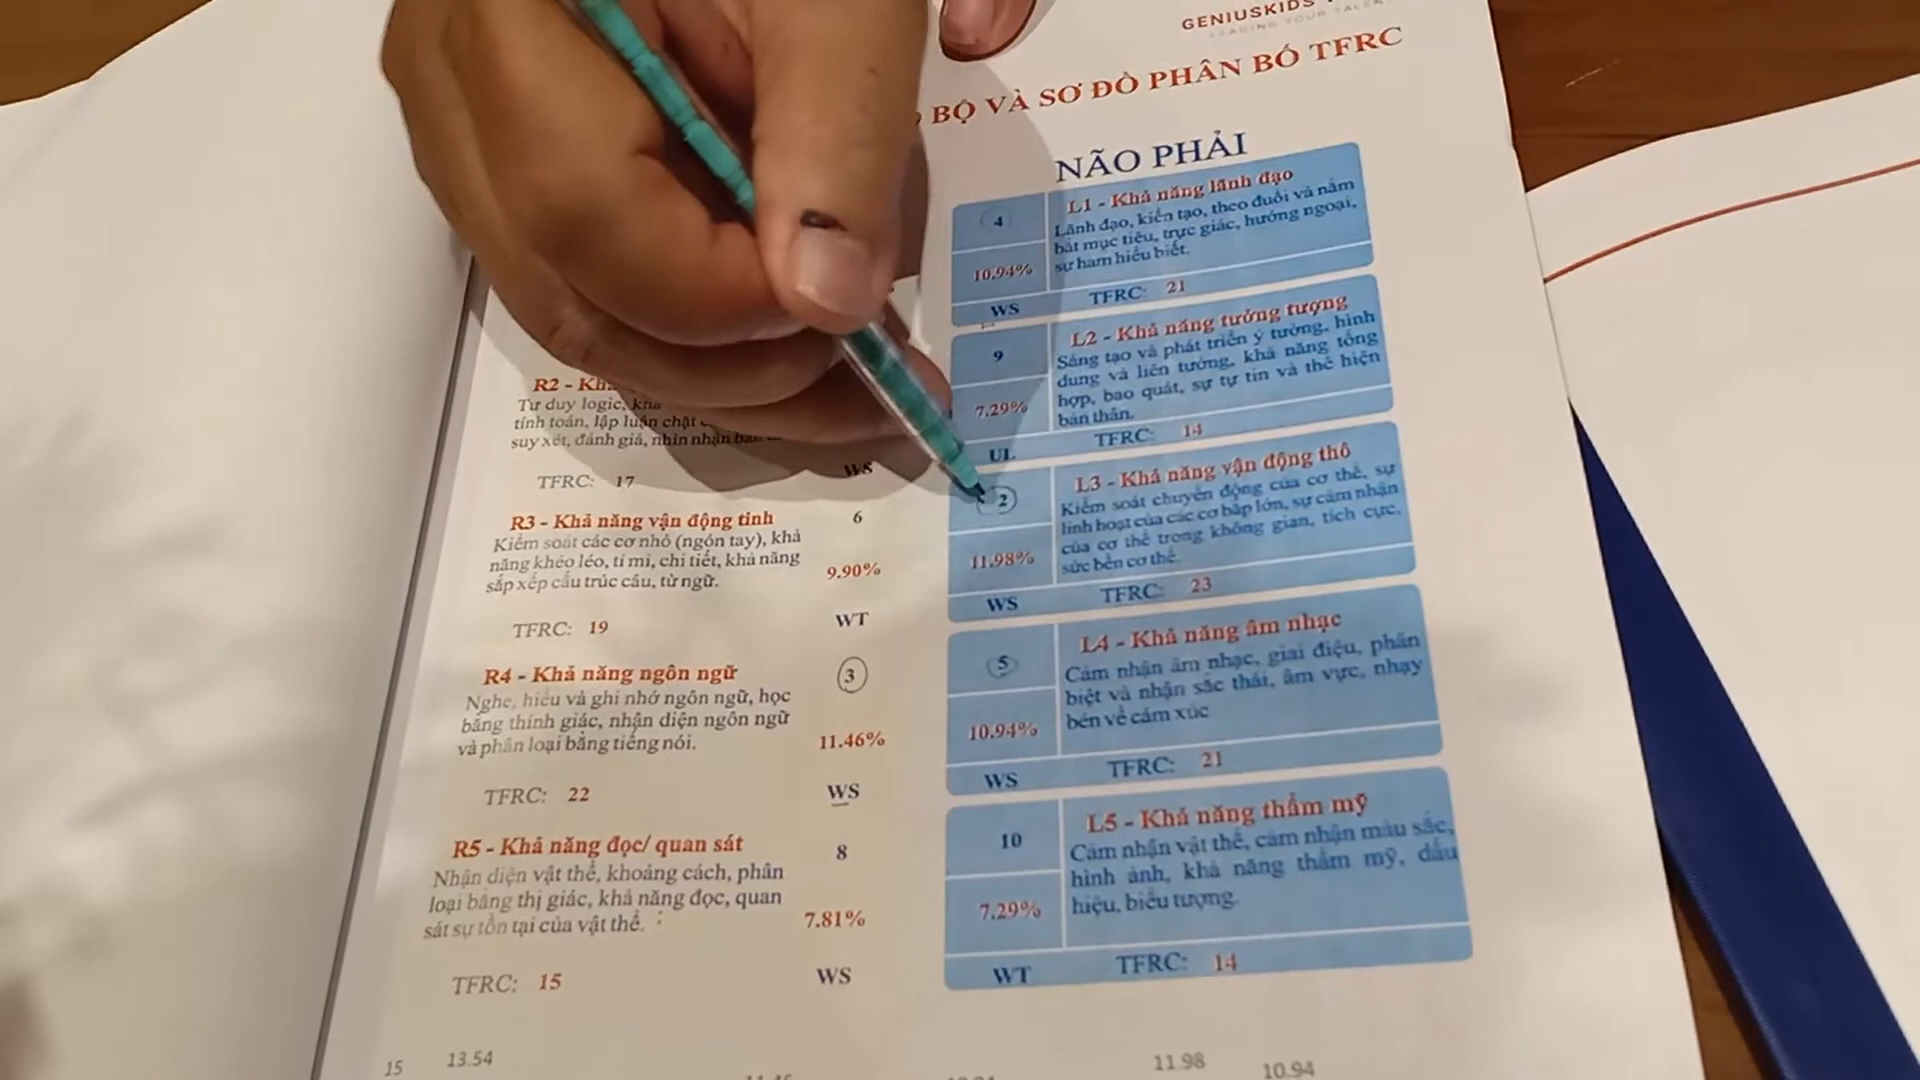 GENIUSKIDS
LEADING YOUR TALENT
BỘ VÀ SƠ ĐỒ PHÂN BỐ TFRC
R2 -
Tư duy logic,
tính toán, lập luận chặt
suy xét, đánh giá, nhìn nhận
WS
TFRC: 17
R3 - Khả năng vận động tinh
6
Kiểm soát các cơ nhỏ (ngón tay), khả
năng khéo léo, tỉ mỉ, chi tiết, khả năng
sắp xếp cấu trúc câu, từ ngữ.
9.90%
TFRC: 19
WT
R4 - Khả năng ngôn ngữ
3
Nghe, hiểu và ghi nhớ ngôn ngữ, học
bằng thính giác, nhận diện ngôn ngữ
và phân loại bằng tiếng nói.
11.46%
TFRC: 22
WS
R5 - Khả năng đọc/ quan sát
8
Nhận diện vật thể, khoảng cách, phân
loại bằng thị giác, khả năng đọc, quan
sát sự tồn tại của vật thể.
7.81%
TFRC: 15
WS
NÃO PHẢI
4
L1 - Khả năng lãnh đạo
Lãnh đạo, kiến tạo, theo đuổi và nắm
bắt mục tiêu, trực giác, hướng ngoại,
sự ham hiểu biết.
10.94%
WS
TFRC: 21
9
L2 - Khả năng tưởng tượng
Sáng tạo và phát triển ý tưởng, hình
dung và liên tưởng, khả năng tổng
hợp, bao quát, sự tự tin và thể hiện
bản thân.
7.29%
UL
TFRC: 14
2
L3 - Khả năng vận động thô
Kiểm soát chuyển động của cơ thể, sự
linh hoạt của các cơ bắp lớn, sự cảm nhận
của cơ thể trong không gian, tích cực,
sức bền cơ thể.
11.98%
WS
TFRC: 23
5
L4 - Khả năng âm nhạc
Cảm nhận âm nhạc, giai điệu, phân
biệt và nhận sắc thái, âm vực, nhạy
bén về cảm xúc
10.94%
WS
TFRC: 21
10
L5 - Khả năng thẩm mỹ
Cảm nhận vật thể, cảm nhận màu sắc,
hình ảnh, khả năng thẩm mỹ, dấu
hiệu, biểu tượng.
7.29%
WT
TFRC: 14
15
13.54
11.98
10.94